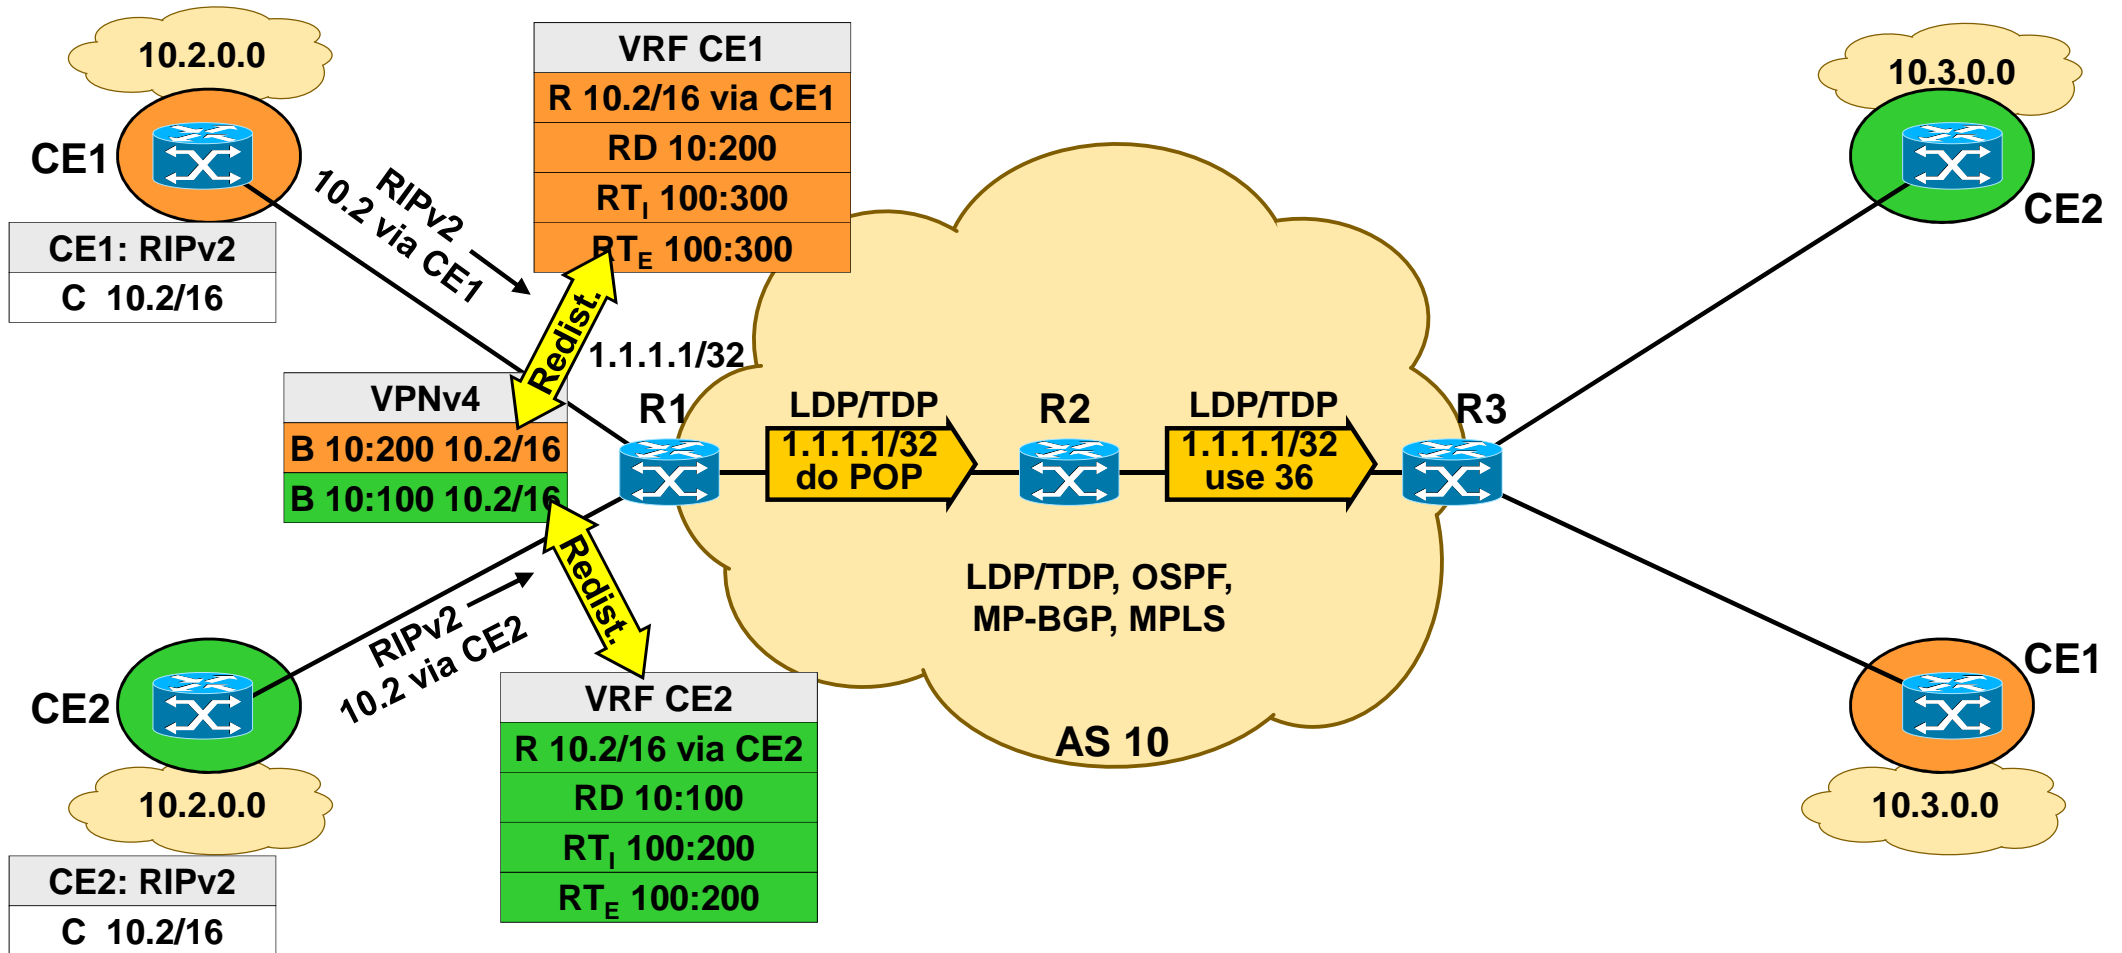 10.2.0.0
CE1
CE1: RIPv2
C 10.2/16
RIPv2
10.2 via CE1
VRF CE1
R 10.2/16 via CE1
RD 10:200
RTI 100:300
RTE 100:300
Redist.
1.1.1.1/32
VPNv4
B 10:200 10.2/16
B 10:100 10.2/16
Redist.
R1
LDP/TDP
1.1.1.1/32
do POP
R2
LDP/TDP
1.1.1.1/32
use 36
R3
LDP/TDP, OSPF,
MP-BGP, MPLS
AS 10
RIPv2
10.2 via CE2
CE2
10.2.0.0
CE2: RIPv2
C 10.2/16
VRF CE2
R 10.2/16 via CE2
RD 10:100
RTI 100:200
RTE 100:200
10.3.0.0
CE2
CE1
10.3.0.0